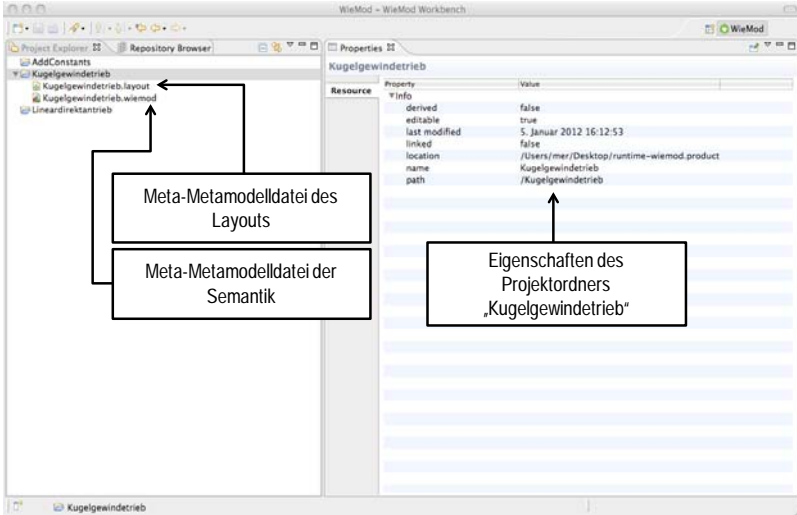 WieMod – WieMod Workbench
WieMod
Project Explorer
Repository Browser
AddConstants
Kugelgewindetrieb
Kugelgewindetrieb.layout
Kugelgewindetrieb.wiemod
Lineardirektantrieb
Meta-Metamodelldatei des
Layouts
Meta-Metamodelldatei der
Semantik
Properties
Kugelgewindetrieb
Resource
Property Value
Info
derived false
editable true
last modified 5. Januar 2012 16:12:53
linked false
location /Users/mer/Desktop/runtime-wiemod.product
name Kugelgewindetrieb
path /Kugelgewindetrieb
Eigenschaften des
Projektordners
„Kugelgewindetrieb“
Kugelgewindetrieb